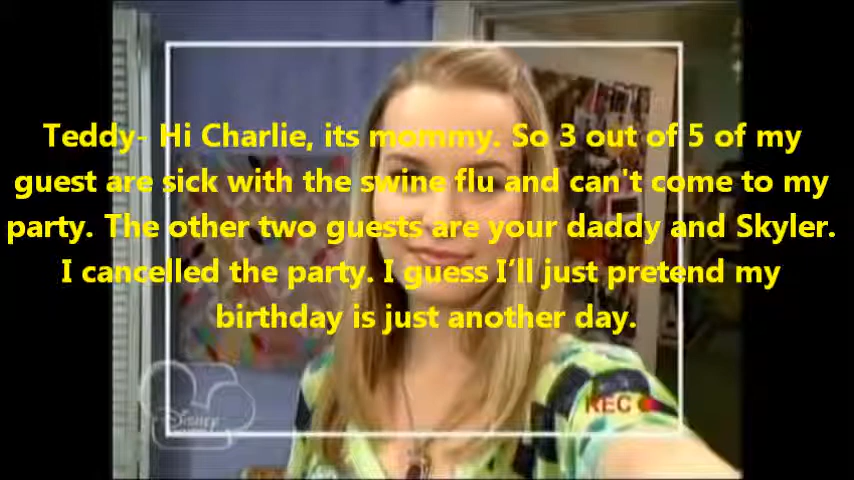 Teddy- Hi Charlie, its mommy. So 3 out of 5 of my
guest are sick with the swine flu and can't come to my
party. The other two guests are your daddy and Skyler.
I cancelled the party. I guess I’ll just pretend my
birthday is just another day.
REC
Disney